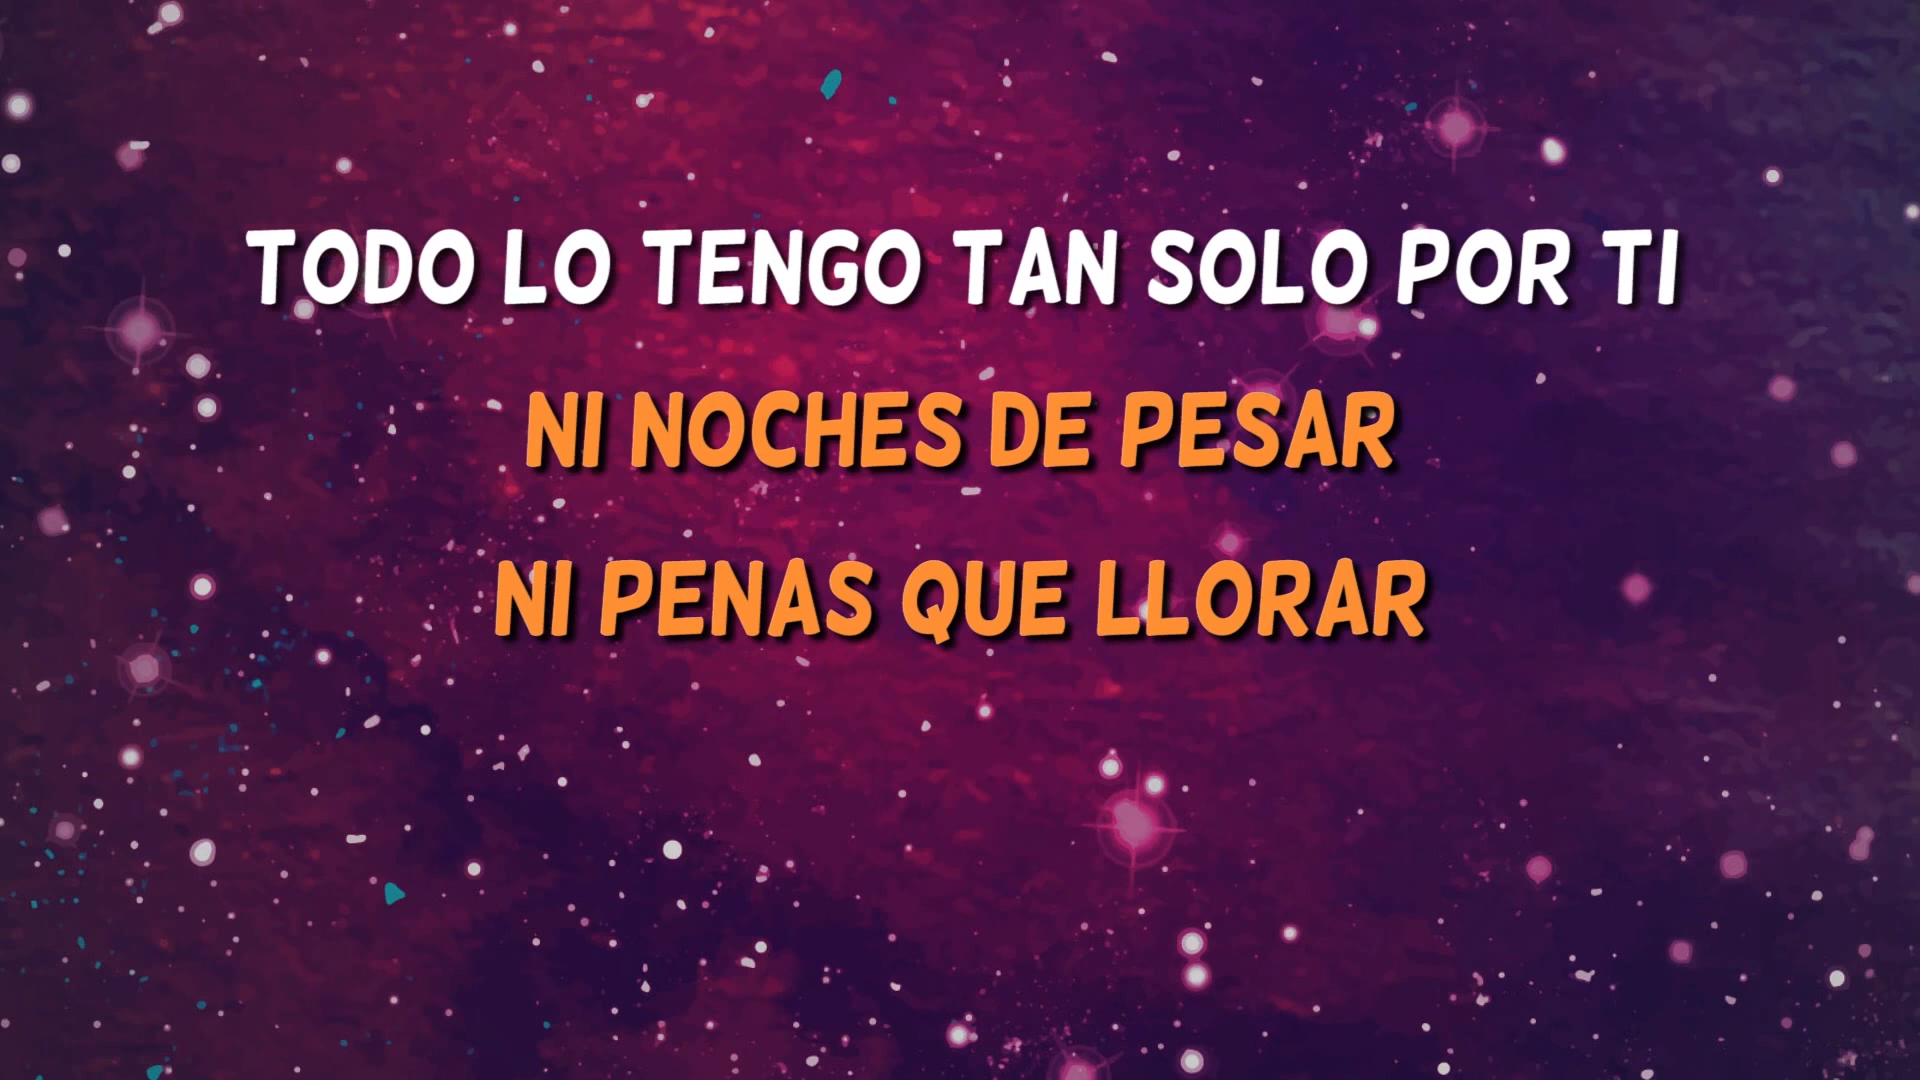 TODO LO TENGO TAN SOLO POR TI
NI NOCHES DE PESAR
NI PENAS QUE LLORAR